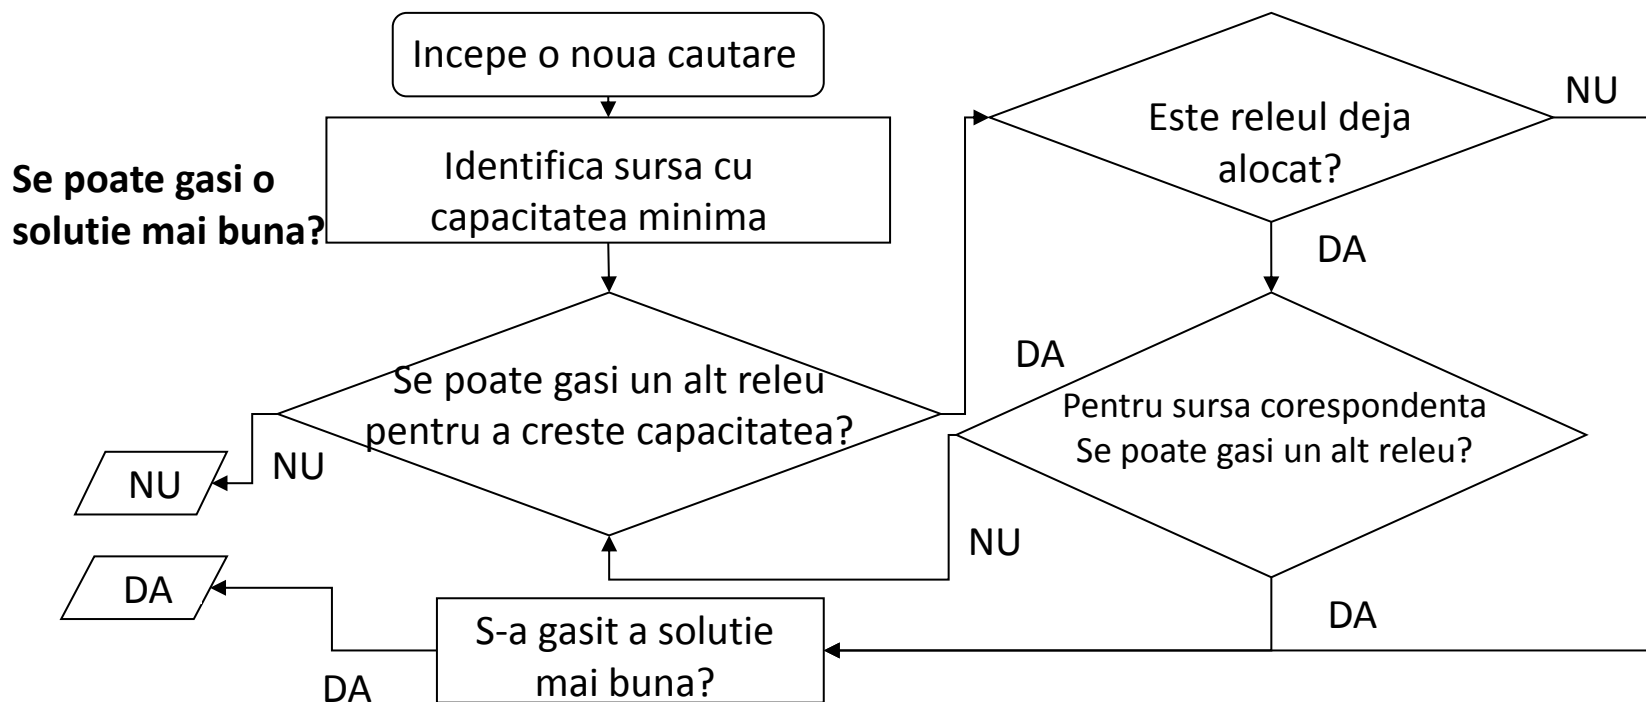 Incepe o noua cautare
Se poate gasi o
solutie mai buna?
Identifica sursa cu
capacitatea minima
Se poate gasi un alt releu
pentru a creste capacitatea?
NU
NU
DA
Este releul deja
alocat?
NU
DA
Pentru sursa corespondenta
Se poate gasi un alt releu?
NU
DA
S-a gasit a solutie
mai buna?
DA
DA